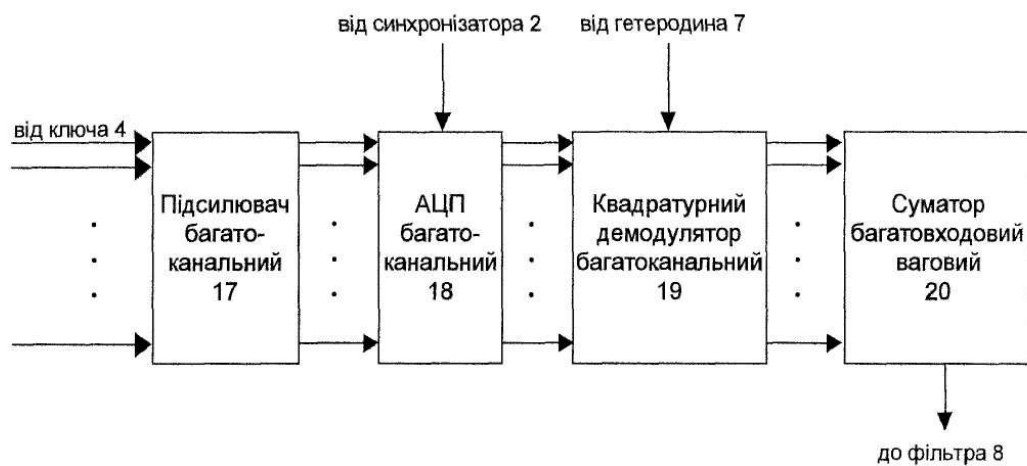 від синхронізатора 2
від гетеродина 7
від ключа 4
Підсилювач
багато-
канальний
17
АЦП
багато-
канальний
18
Квадратурний
демодулятор
багатоканальний
19
Суматор
багатовходовий
ваговий
20
до фільтра 8